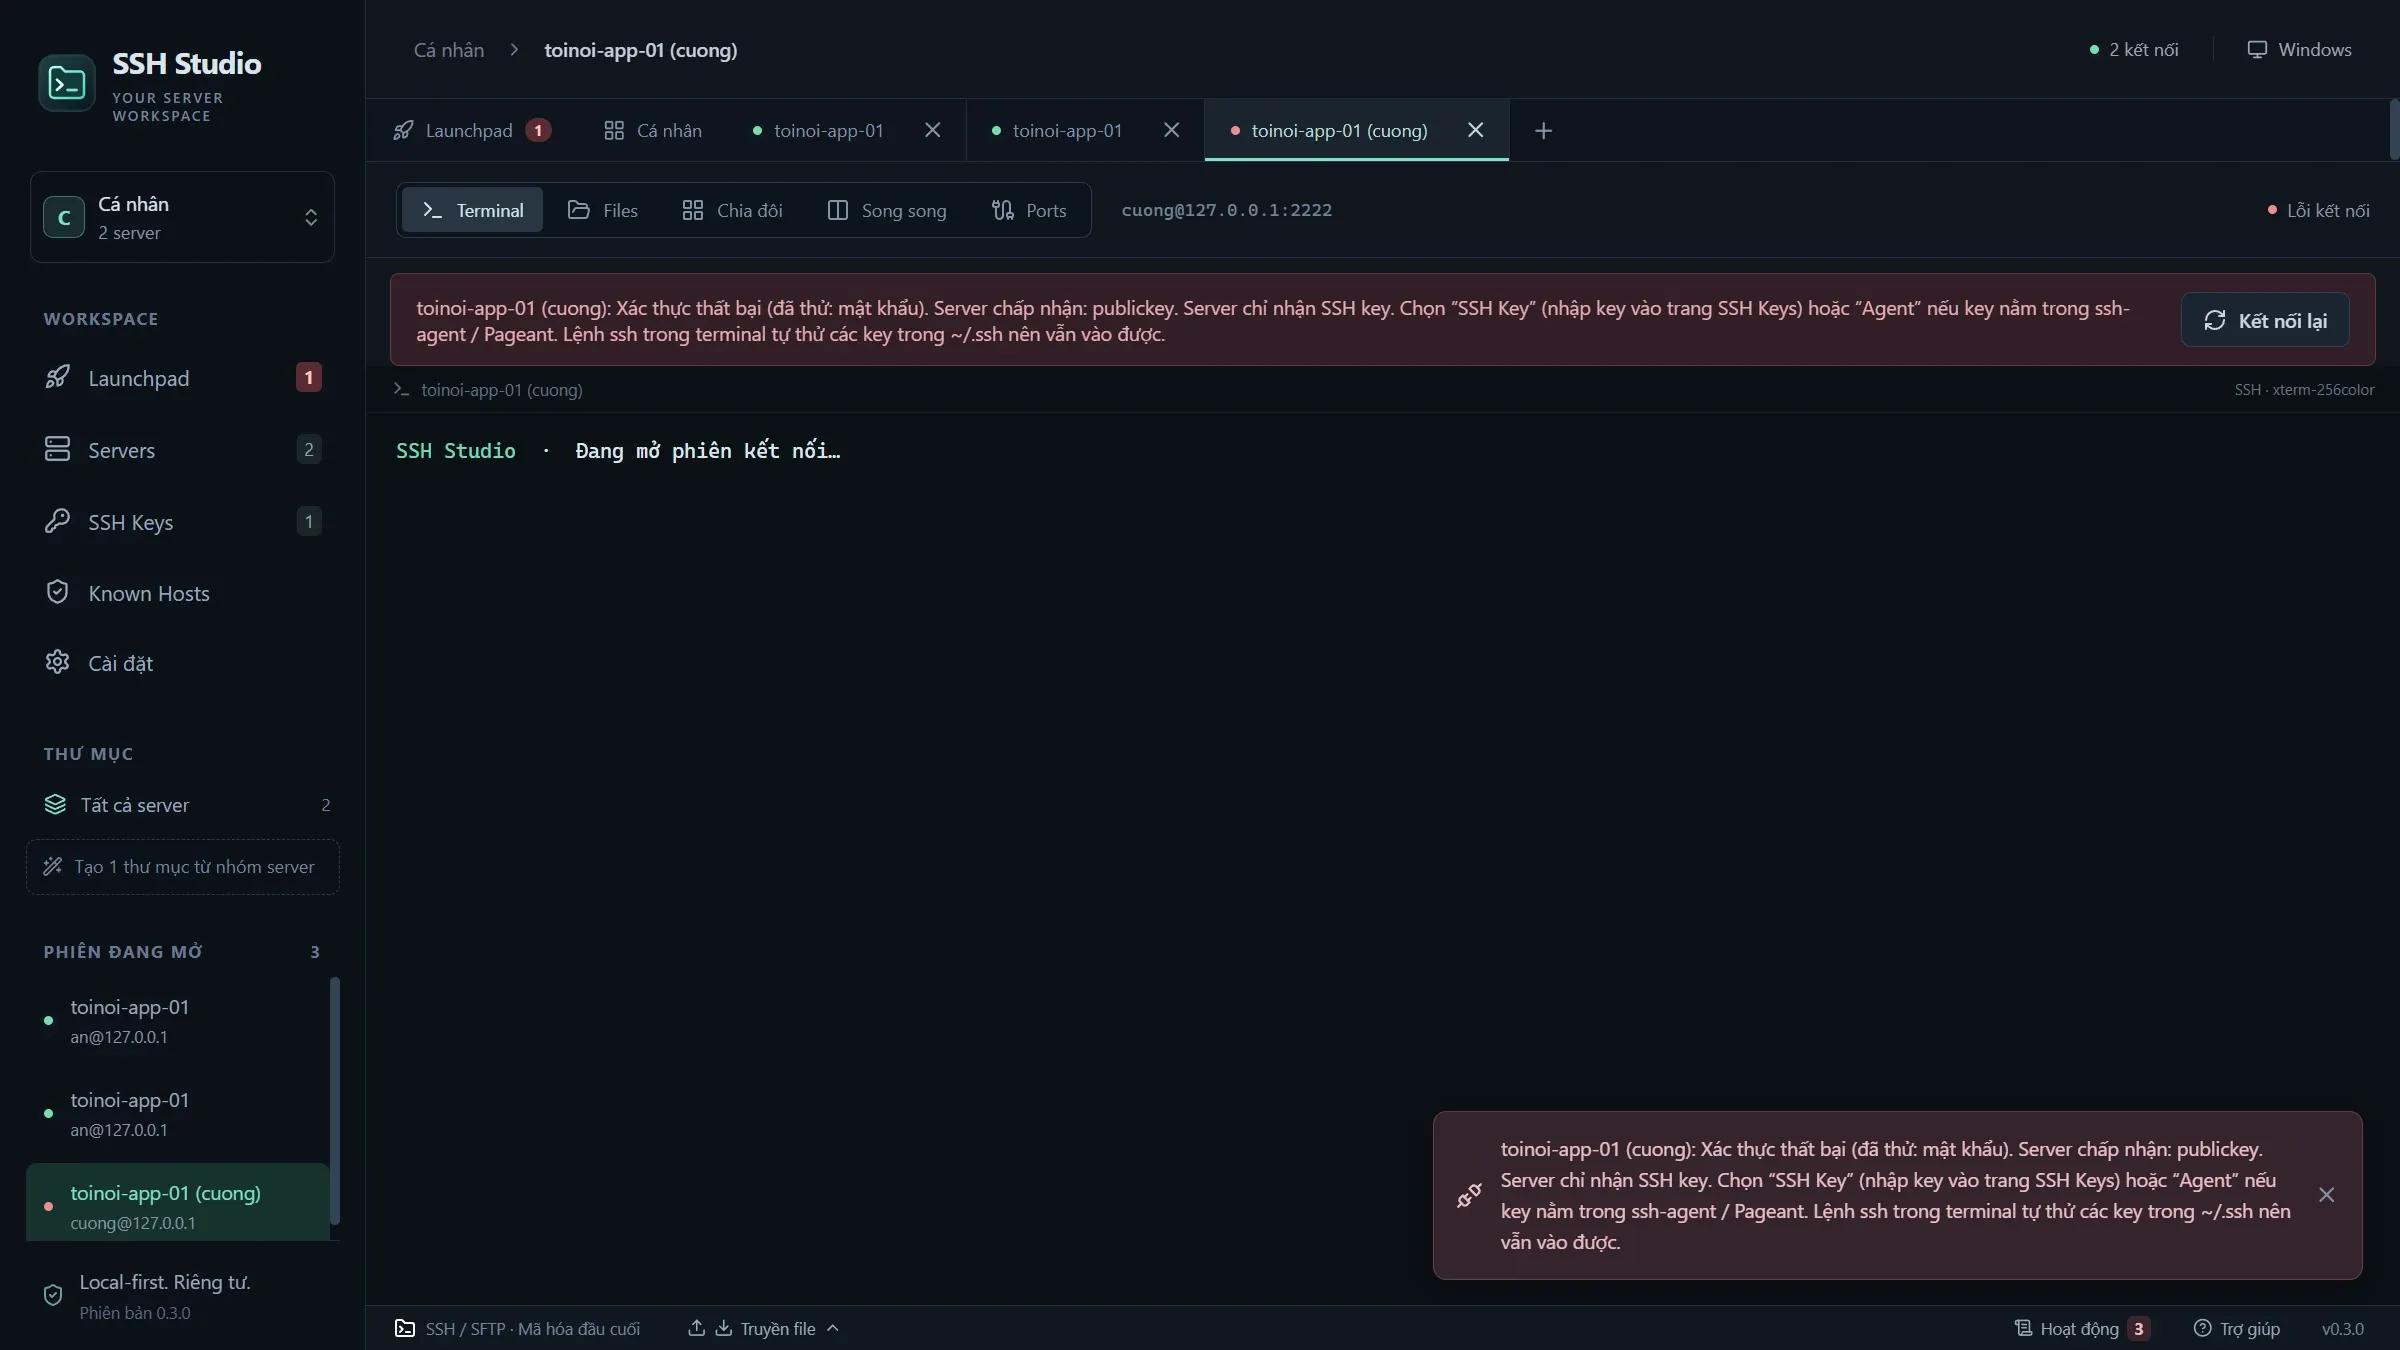 SSH Studio
YOUR SERVER
WORKSPACE
C
Cá nhân
2 server
WORKSPACE
Launchpad 1
Servers 2
SSH Keys 1
Known Hosts
Cài đặt
THƯ MỤC
Tất cả server 2
Tạo 1 thư mục từ nhóm server
PHIÊN ĐANG MỞ 3
toinoi-app-01
an@127.0.0.1
toinoi-app-01
an@127.0.0.1
toinoi-app-01 (cuong)
cuong@127.0.0.1
Local-first. Riêng tư.
Phiên bản 0.3.0
Cá nhân toinoi-app-01 (cuong) 2 kết nối Windows
Launchpad 1 Cá nhân toinoi-app-01 toinoi-app-01 toinoi-app-01 (cuong)
Terminal Files Chia đôi Song song Ports cuong@127.0.0.1:2222 Lỗi kết nối
toinoi-app-01 (cuong): Xác thực thất bại (đã thử: mật khẩu). Server chấp nhận: publickey. Server chỉ nhận SSH key. Chọn “SSH Key” (nhập key vào trang SSH Keys) hoặc “Agent” nếu key nằm trong ssh-
agent / Pageant. Lệnh ssh trong terminal tự thử các key trong ~/.ssh nên vẫn vào được.
Kết nối lại
toinoi-app-01 (cuong) SSH · xterm-256color
SSH Studio · Đang mở phiên kết nối…
toinoi-app-01 (cuong): Xác thực thất bại (đã thử: mật khẩu). Server chấp nhận: publickey.
Server chỉ nhận SSH key. Chọn “SSH Key” (nhập key vào trang SSH Keys) hoặc “Agent” nếu
key nằm trong ssh-agent / Pageant. Lệnh ssh trong terminal tự thử các key trong ~/.ssh nên
vẫn vào được.
SSH / SFTP · Mã hóa đầu cuối Truyền file Hoạt động 3 Trợ giúp v0.3.0